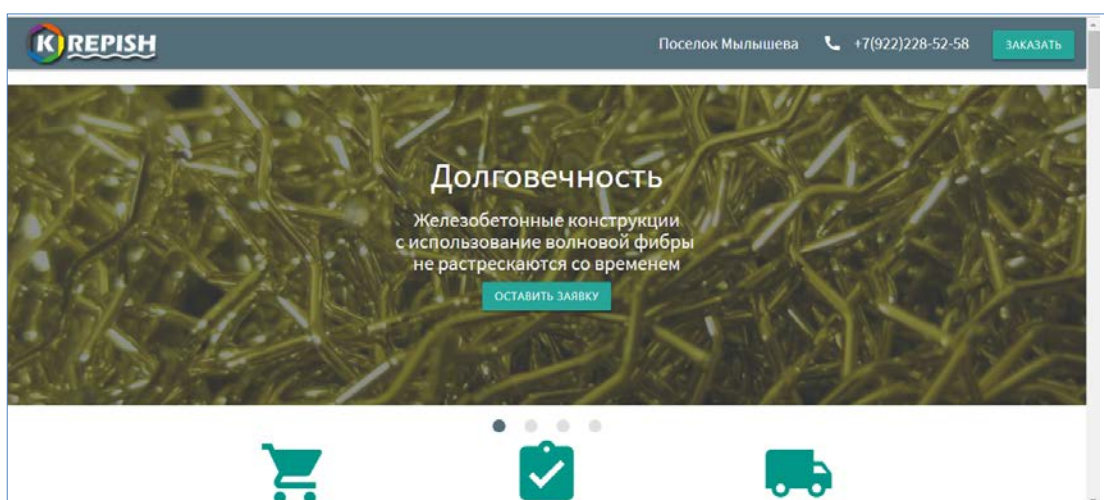 KREPISH
Поселок Мылышева +7(922)228-52-58 ЗАКАЗАТЬ
Долговечность
Железобетонные конструкции
с использование волновой фибры
не растрескаются со временем
ОСТАВИТЬ ЗАЯВКУ